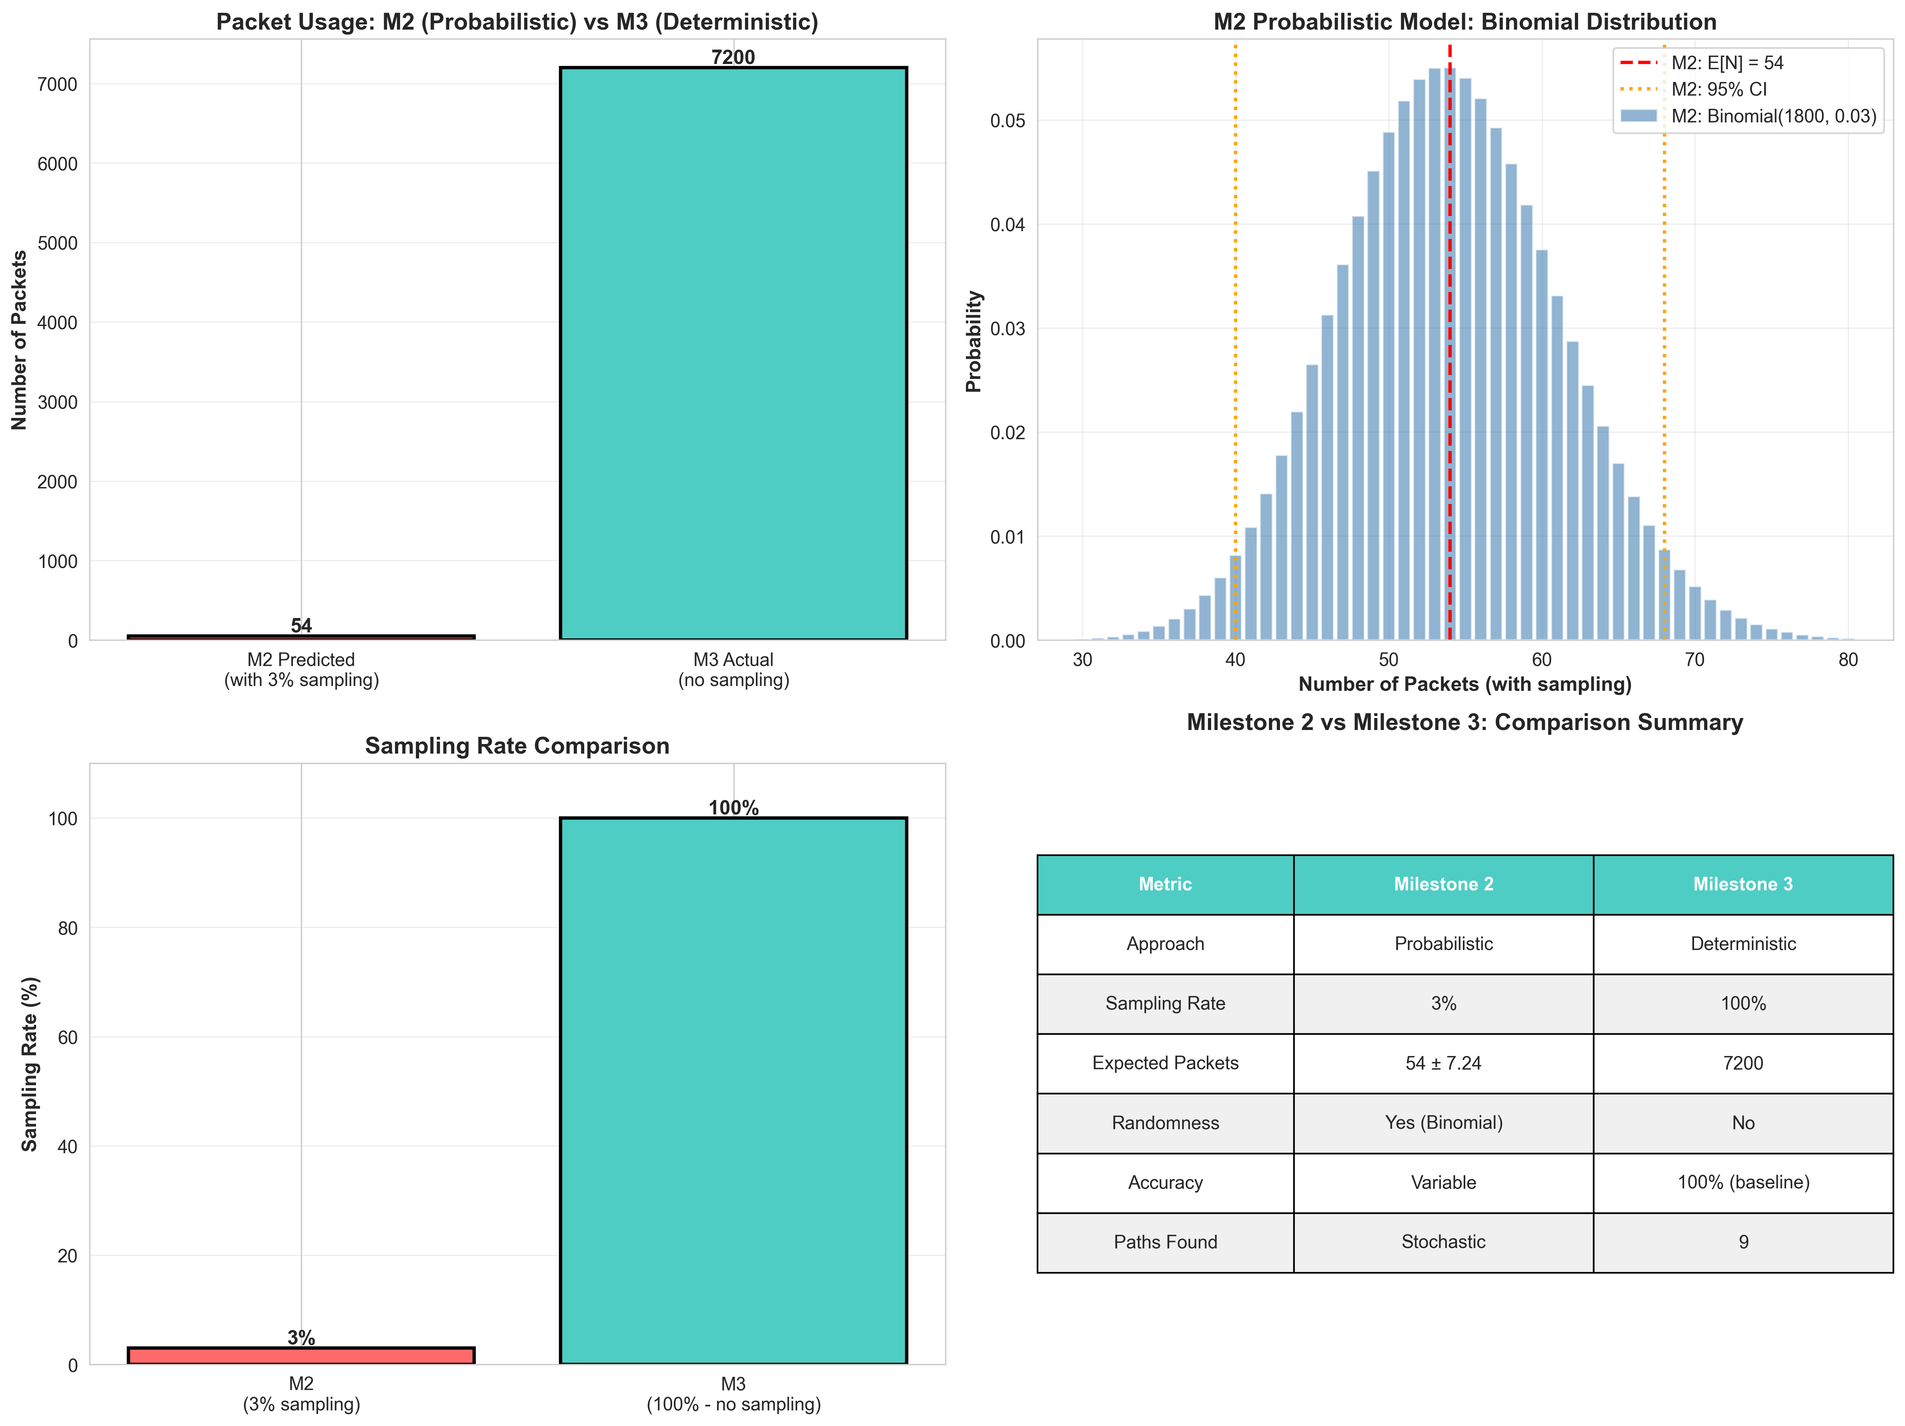 Packet Usage: M2 (Probabilistic) vs M3 (Deterministic)
Number of Packets
7000
6000
5000
4000
3000
2000
1000
0
54
7200
M2 Predicted
(with 3% sampling)
M3 Actual
(no sampling)
M2 Probabilistic Model: Binomial Distribution
M2: E[N] = 54
M2: 95% CI
M2: Binomial(1800, 0.03)
Probability
0.05
0.04
0.03
0.02
0.01
0.00
30
40
50
60
70
80
Number of Packets (with sampling)
Sampling Rate Comparison
Sampling Rate (%)
100
80
60
40
20
0
3%
100%
M2
(3% sampling)
M3
(100% - no sampling)
Milestone 2 vs Milestone 3: Comparison Summary
Metric Milestone 2 Milestone 3
Approach Probabilistic Deterministic
Sampling Rate 3% 100%
Expected Packets 54 ± 7.24 7200
Randomness Yes (Binomial) No
Accuracy Variable 100% (baseline)
Paths Found Stochastic 9